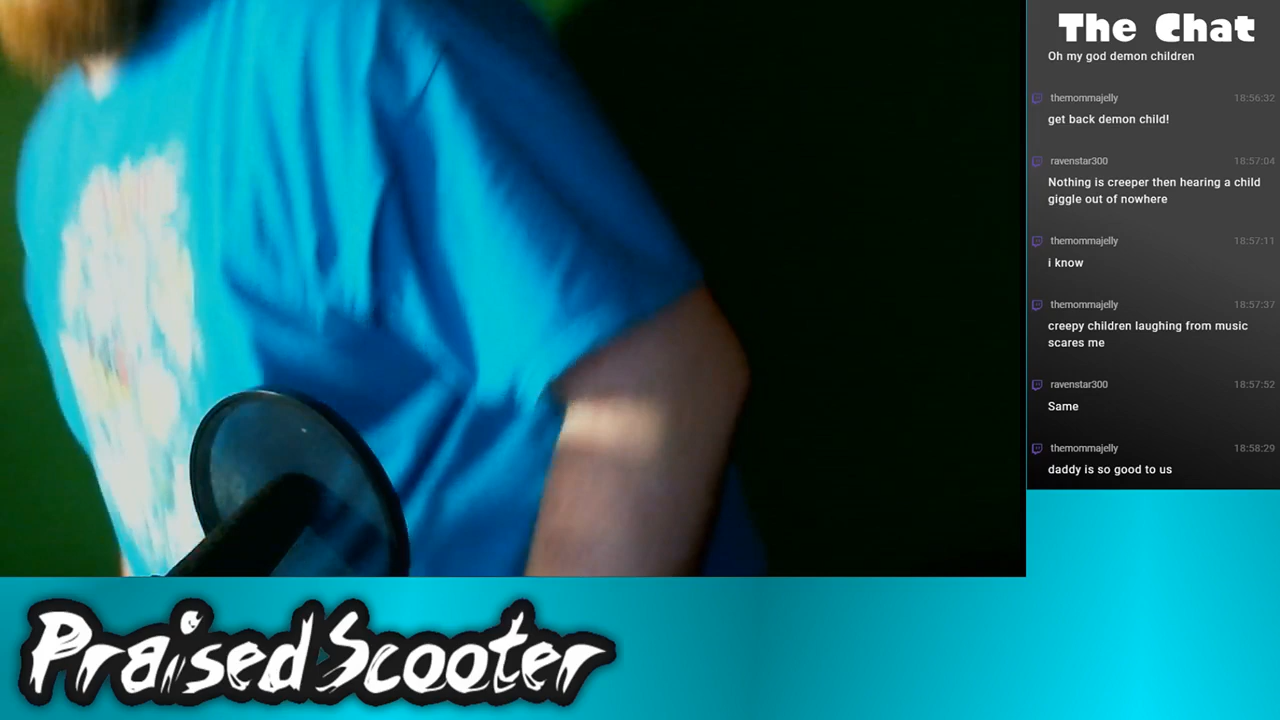 The Chat
Oh my god demon children
themommajelly 18:56:32
get back demon child!
ravenstar300 18:57:04
Nothing is creeper then hearing a child
giggle out of nowhere
themommajelly 18:57:11
i know
themommajelly 18:57:37
creepy children laughing from music
scares me
ravenstar300 18:57:52
Same
themommajelly 18:58:29
daddy is so good to us
PraisedScooter